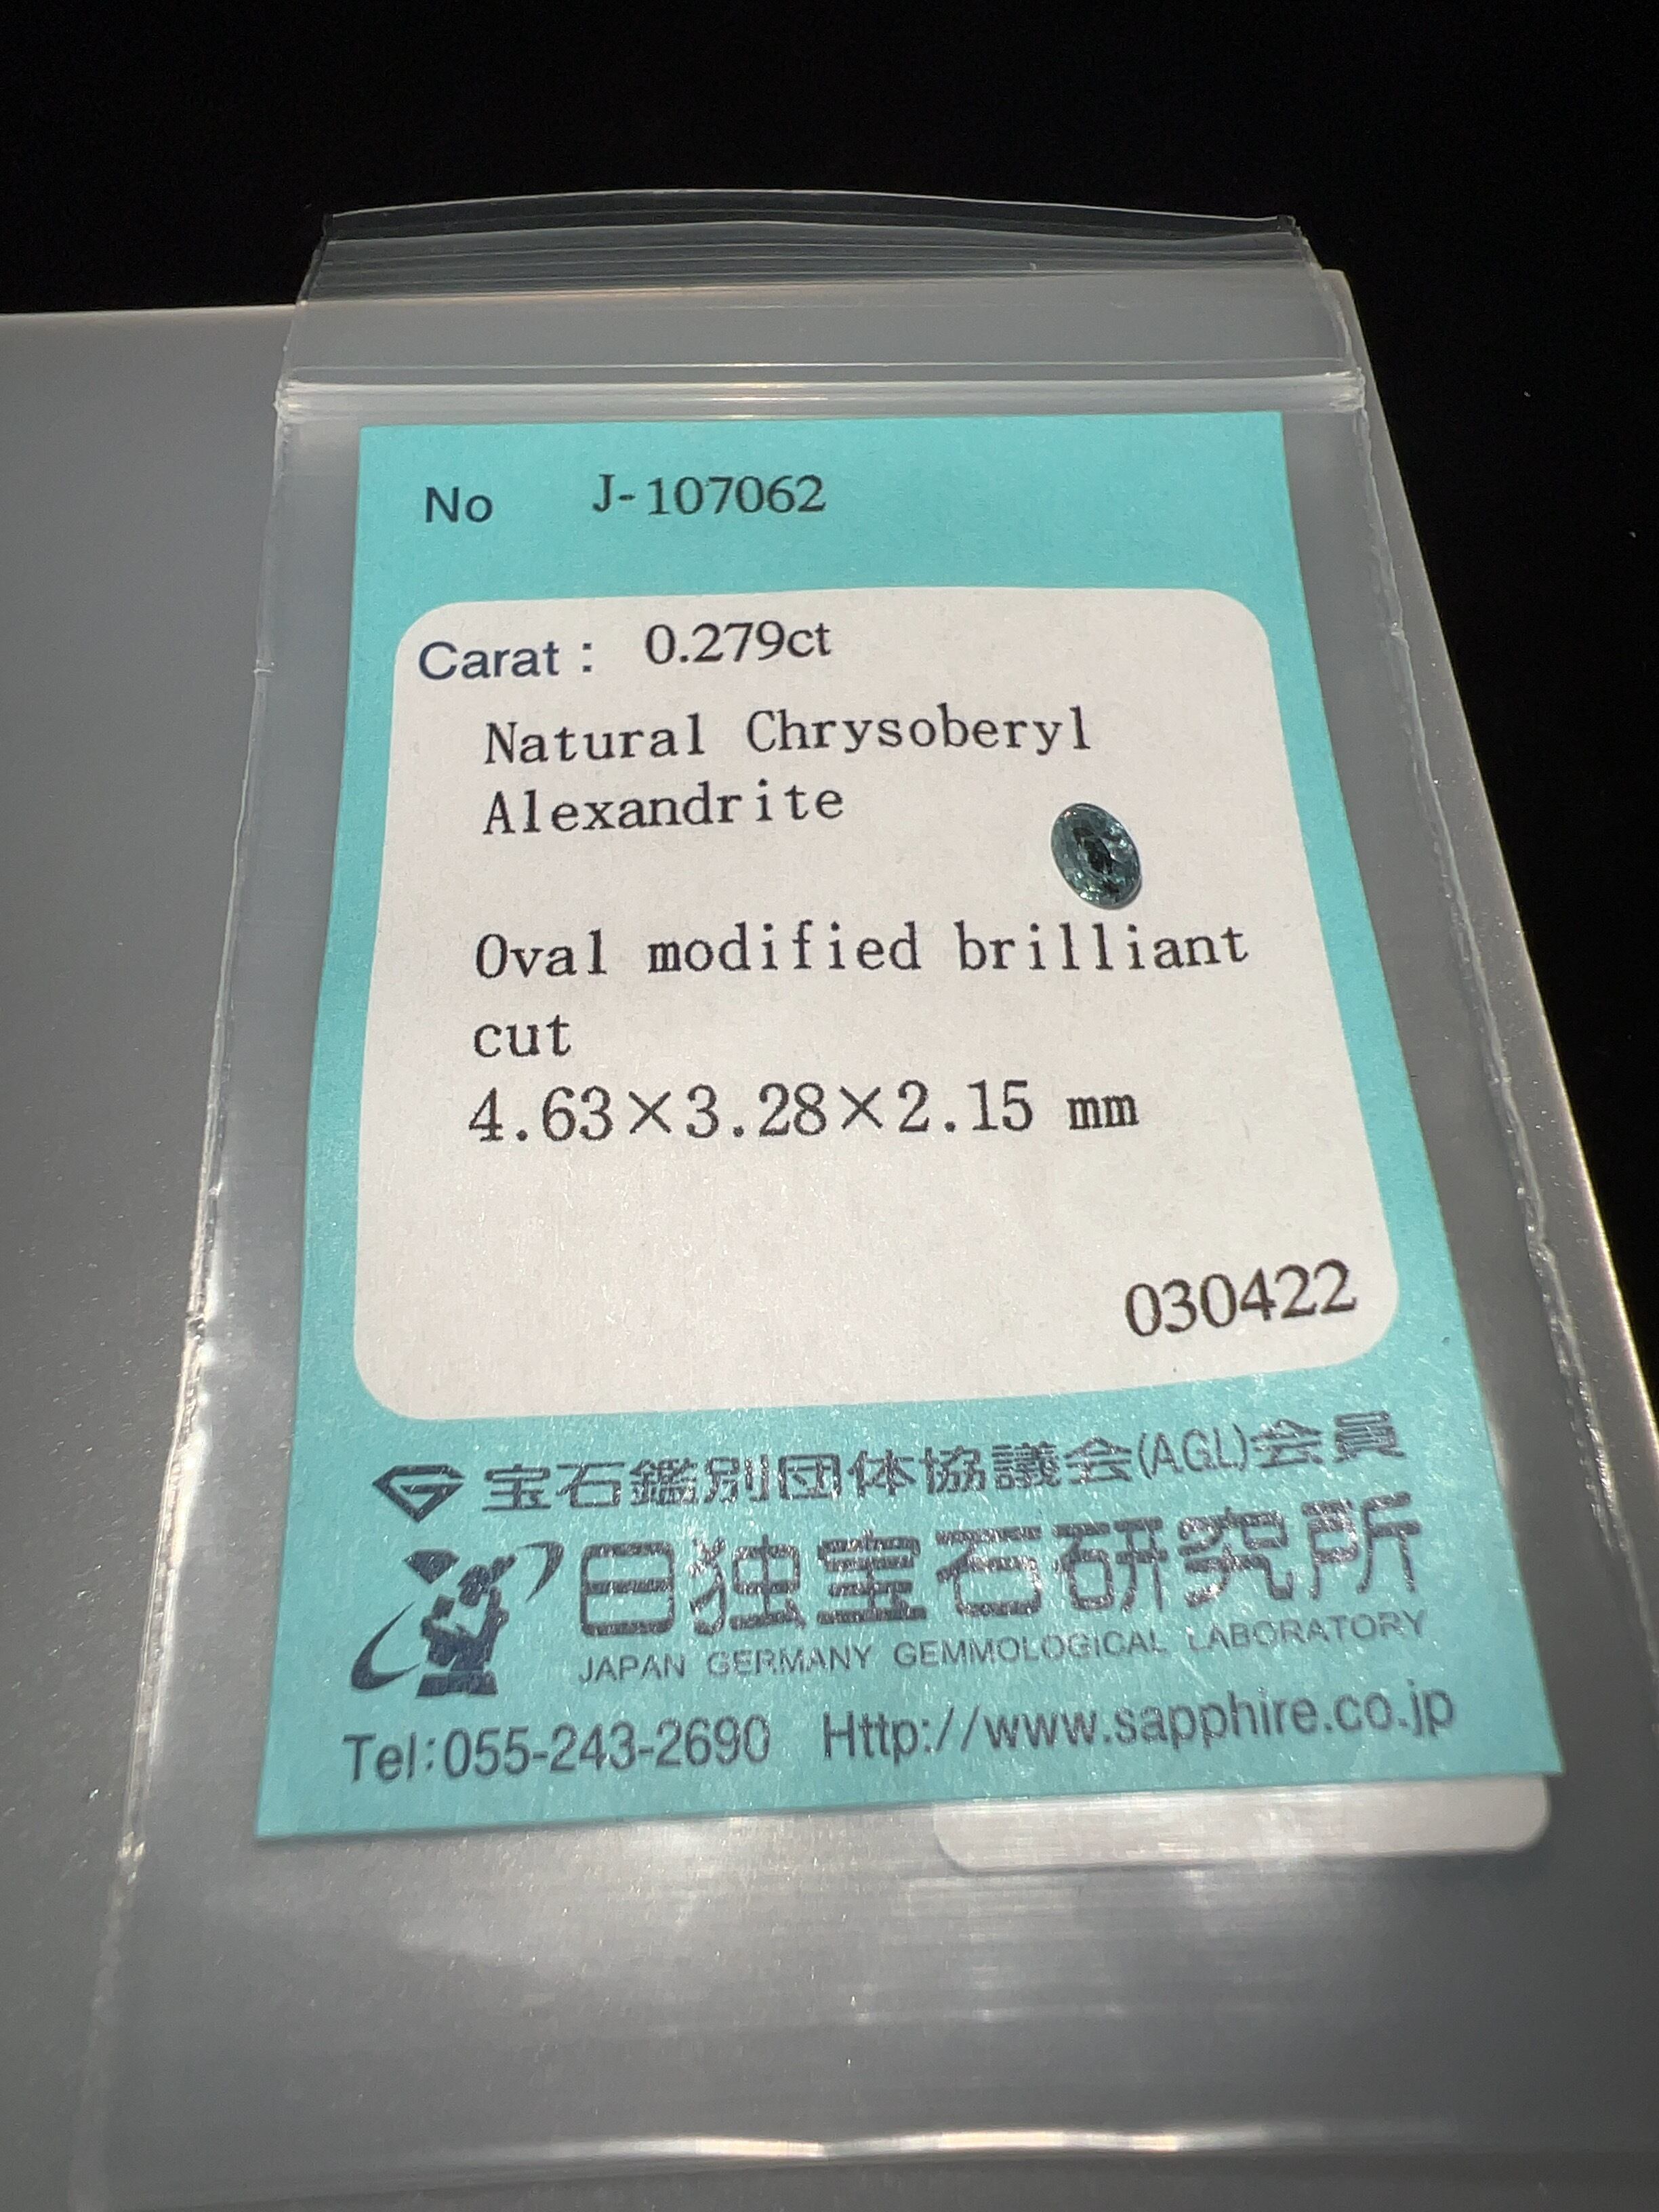 No J-107062
Carat : 0.279ct
Natural Chrysoberyl
Alexandrite
Oval modified brilliant
cut
4.63×3.28×2.15 mm
030422
宝石鑑別団体協議会(AGL)会員
日独宝石研究所
JAPAN GERMANY GEMMOLOGICAL LABORATORY
Tel:055-243-2690 Http://www.sapphire.co.jp